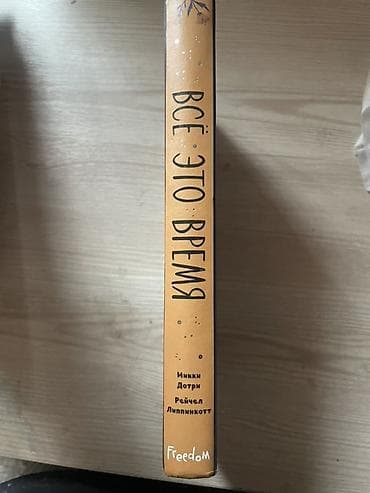 ВСЁ ЭТО ВРЕМЯ
Микки
Дотри
Рейчел
Липпинкотт
Freedom